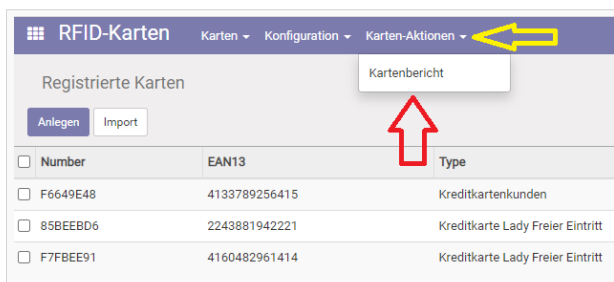 RFID-Karten Karten Konfiguration Karten-Aktionen
Kartenbericht
Registrierte Karten
Anlegen Import
Number EAN13 Type
F6649E48 4133789256415 Kreditkartenkunden
85BEEBD6 2243881942221 Kreditkarte Lady Freier Eintritt
F7FBEE91 4160482961414 Kreditkarte Lady Freier Eintritt